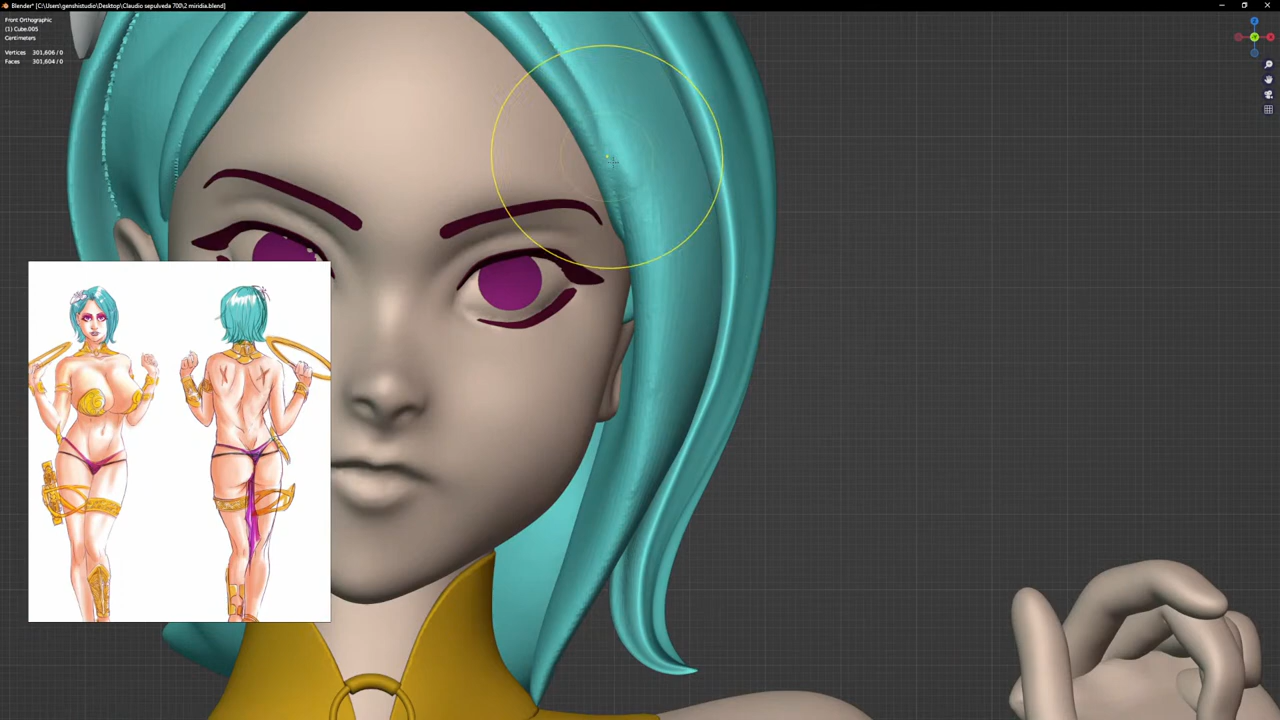 Blender* [C:\Users\genshistudio\Desktop\Claudio sepulveda 700\2 miridia.blend]
Front Orthographic
(1) Cube.005
Centimeters
Vertices 301,606 / 0
Faces 301,604 / 0